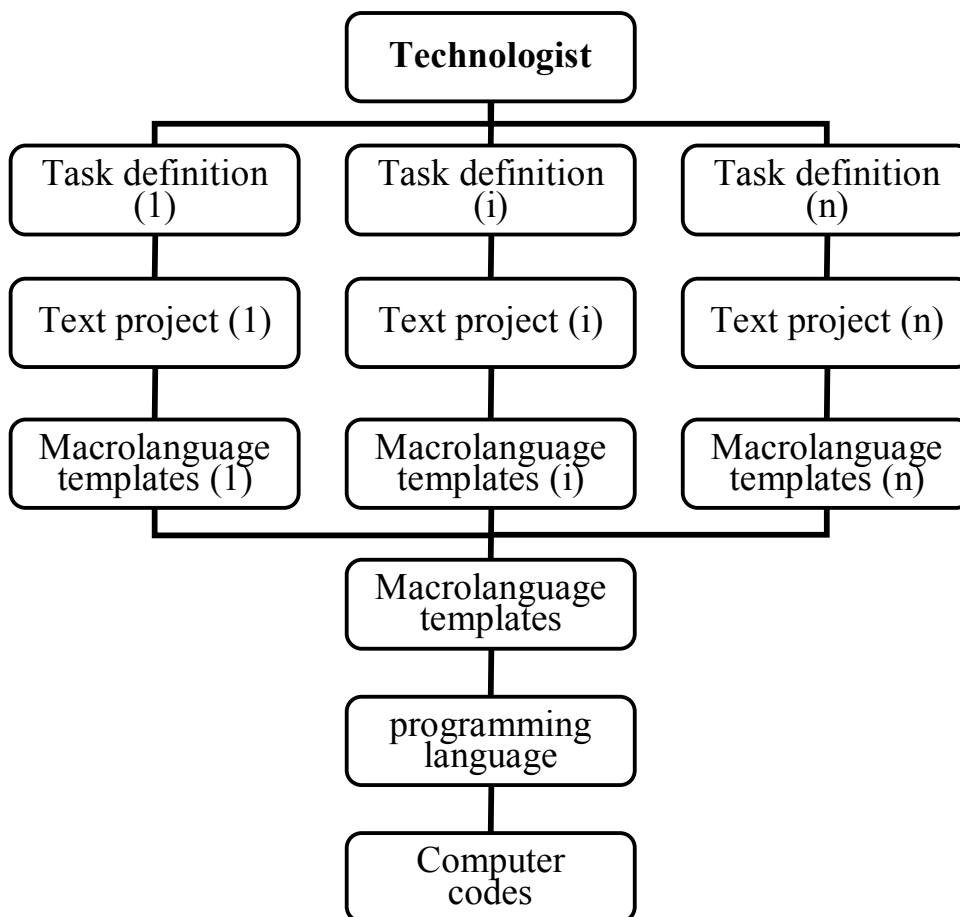 Technologist
Task definition
(1)
Task definition
(i)
Task definition
(n)
Text project (1)
Text project (i)
Text project (n)
Macrolanguage
templates (1)
Macrolanguage
templates (i)
Macrolanguage
templates (n)
Macrolanguage
templates
programming
language
Computer
codes